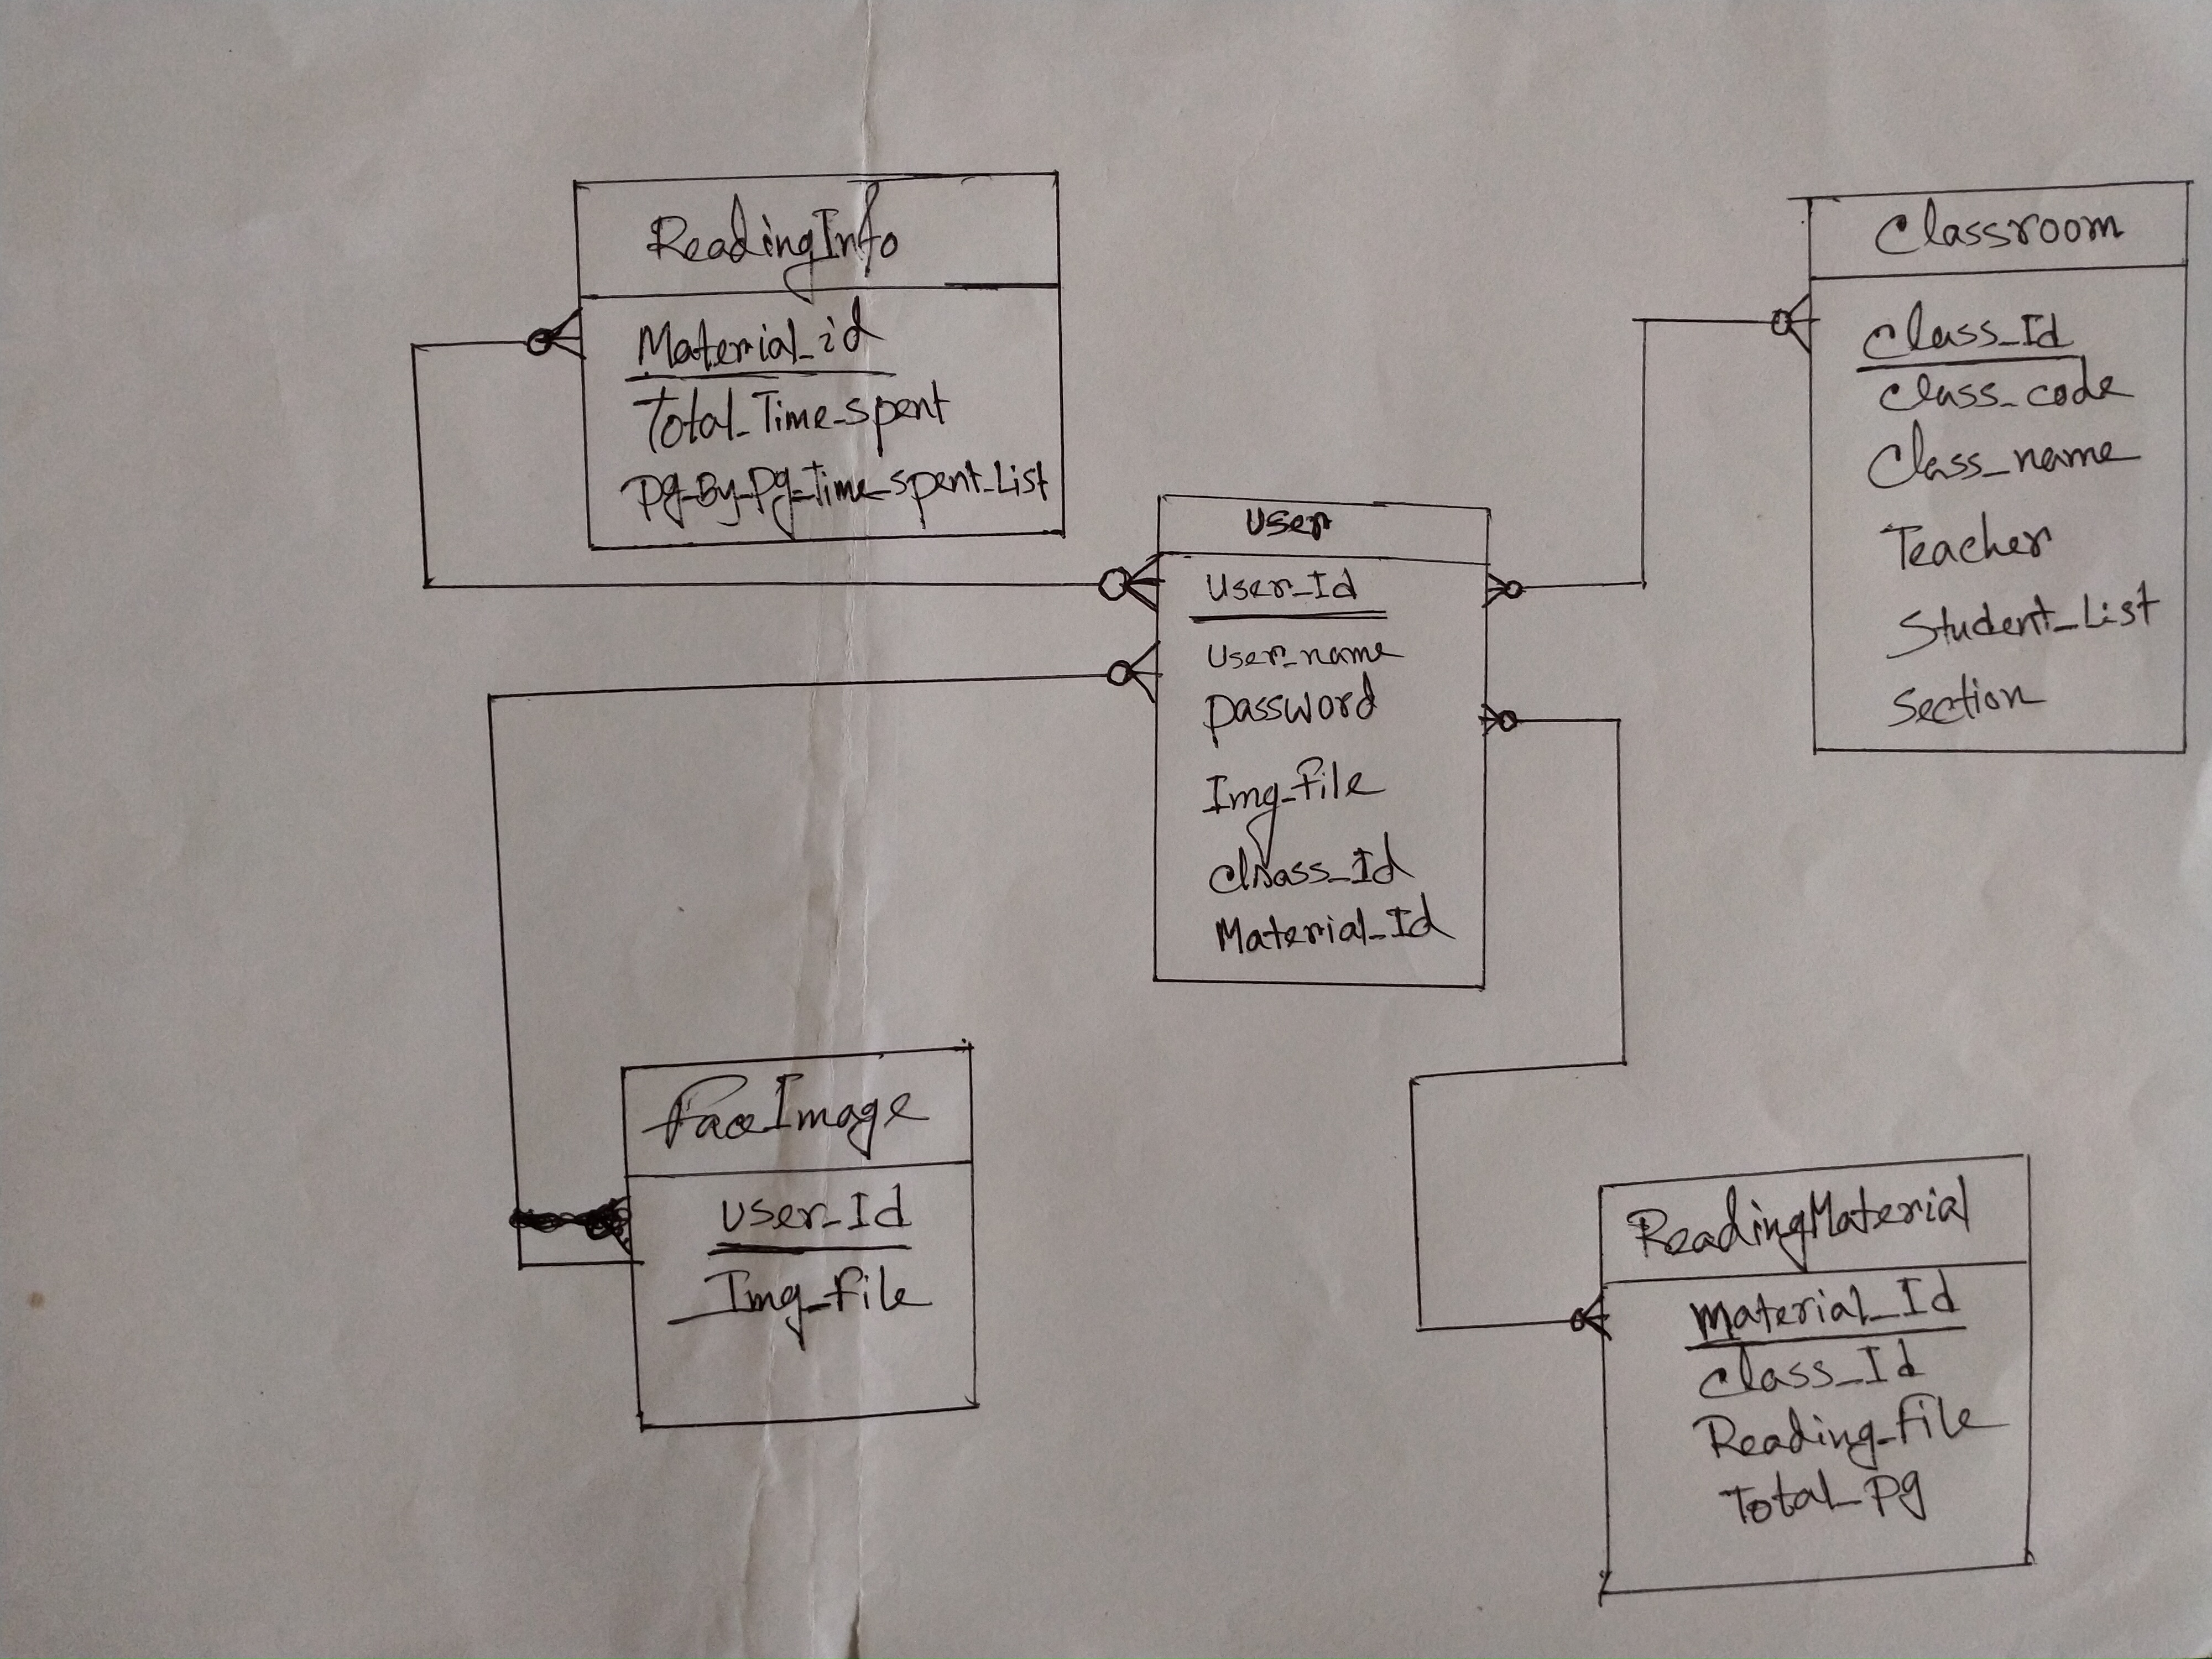 ReadingInfo
Material_id
Total_Time_spent
Pg_By_Pg_Time_spent_List
Classroom
Class_Id
class_code
Class_name
Teacher
Student_List
Section
User
User_Id
User_name
password
Img_File
Class_Id
Material_Id
FaceImage
User_Id
Img_File
ReadingMaterial
Material_Id
Class_Id
Reading_File
Total_Pg